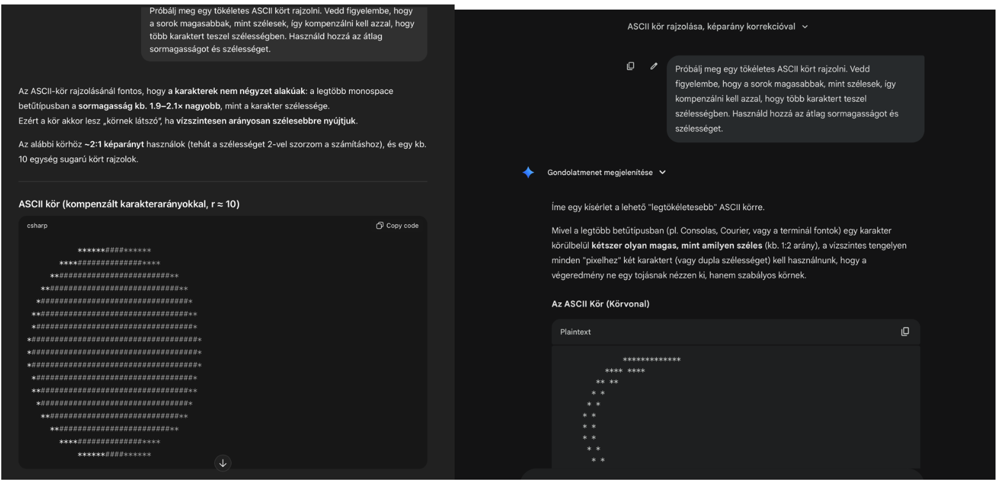 Próbálj meg egy tökéletes ASCII kört rajzolni. Vedd figyelembe, hogy
a sorok magasabbak, mint szélesek, így kompenzálni kell azzal, hogy
több karaktert teszel szélességben. Használd hozzá az átlag
sormagasságot és szélességet.
Az ASCII-kör rajzolásánál fontos, hogy a karakterek nem négyzet alakúak: a legtöbb monospace
betűtípusban a sormagasság kb. 1.9–2.1× nagyobb, mint a karakter szélessége.
Ezért a kör akkor lesz „körnek látszó”, ha vízszintesen arányosan szélesebbre nyújtjuk.
Az alábbi körhöz ~2:1 képarányt használok (tehát a szélességet 2-vel szorzom a számításhoz), és egy kb.
10 egység sugarú kört rajzolok.
ASCII kör (kompenzált karakterarányokkal, r ≈ 10)
csharp
Copy code
           ******####******
       ****##############****
     **########################**
   **############################**
  *################################*
 **################################**
 *##################################*
*####################################*
*####################################*
*####################################*
 *##################################*
 **################################**
  *################################*
   **############################**
     **########################**
       ****##############****
           ******####******
ASCII kör rajzolása, képarány korrekcióval
Próbálj meg egy tökéletes ASCII kört rajzolni. Vedd
figyelembe, hogy a sorok magasabbak, mint szélesek, így
kompenzálni kell azzal, hogy több karaktert teszel
szélességben. Használd hozzá az átlag sormagasságot és
szélességet.
Gondolatmenet megjelenítése
Íme egy kísérlet a lehető "legtökéletesebb" ASCII körre.
Mivel a legtöbb betűtípusban (pl. Consolas, Courier, vagy a terminál fontok) egy karakter
körülbelül kétszer olyan magas, mint amilyen széles (kb. 1:2 arány), a vízszintes tengelyen
minden "pixelhez" két karaktert (vagy dupla szélességet) kell használnunk, hogy a
végeredmény ne egy tojásnak nézzen ki, hanem szabályos körnek.
Az ASCII Kör (Körvonal)
Plaintext
             *************
         **** ****
       ** **
      * *
     * *
    * *
    * *
    * *
     * *
      * *